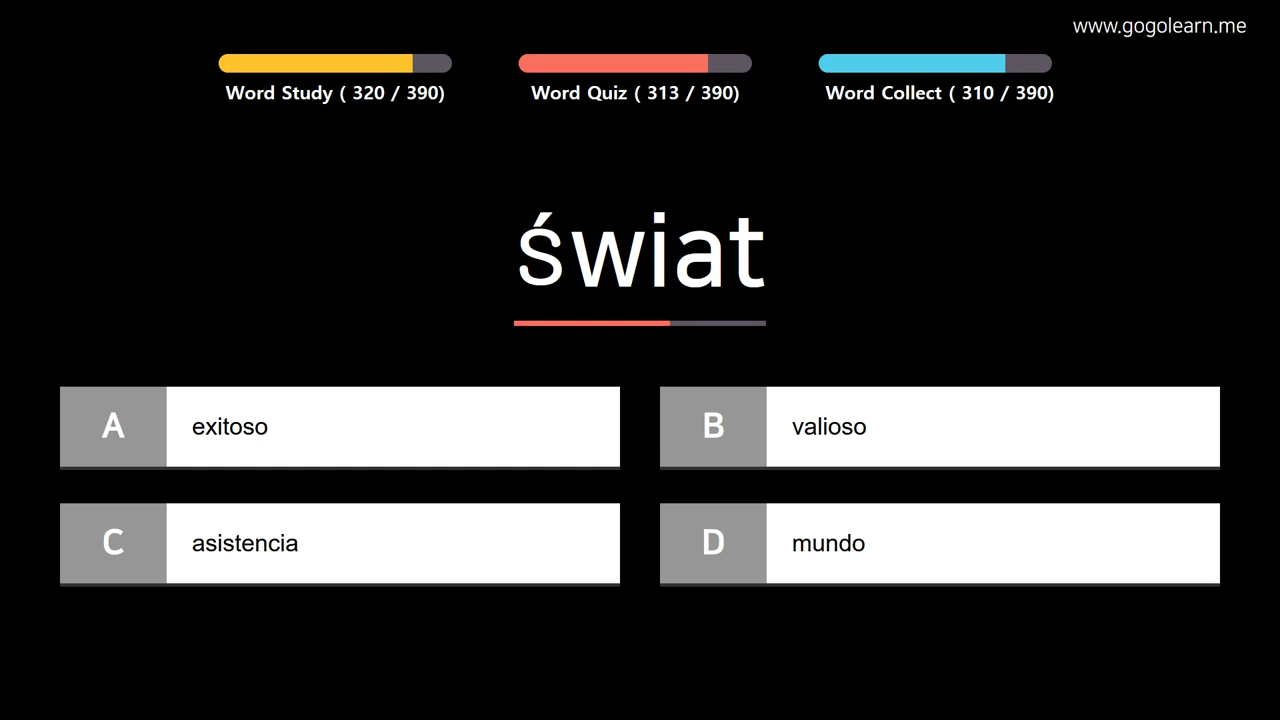 www.gogolearn.me
Word Study ( 320 / 390)
Word Quiz ( 313 / 390)
Word Collect ( 310 / 390)
świat
A exitoso
B valioso
C asistencia
D mundo